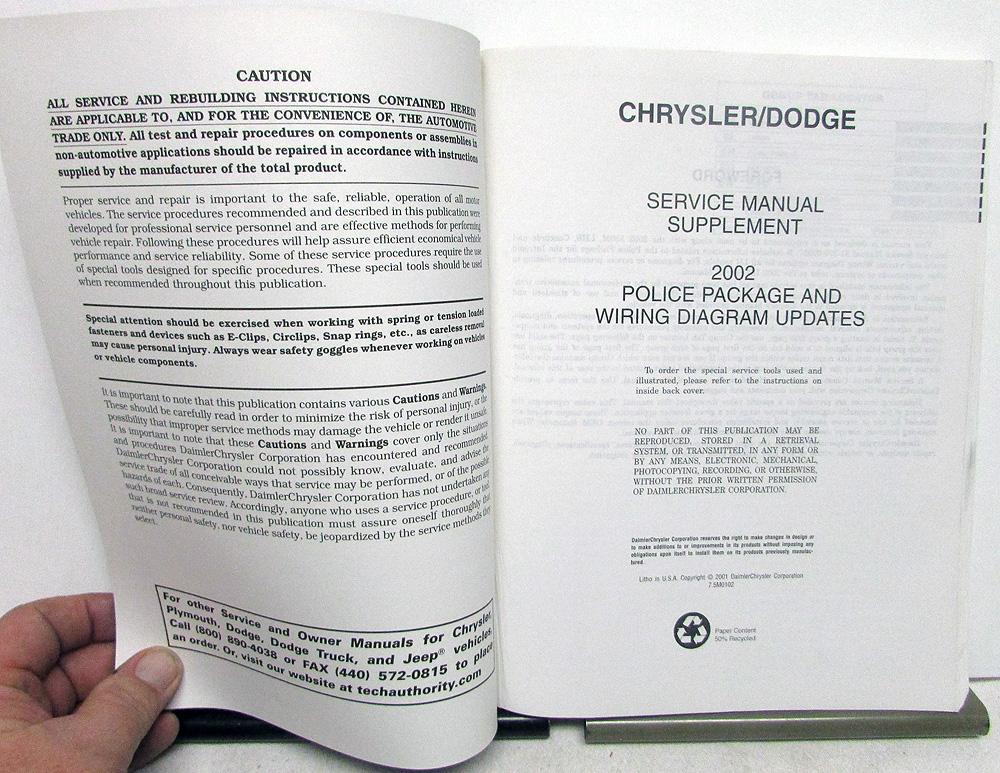 CAUTION
ALL SERVICE AND REBUILDING INSTRUCTIONS CONTAINED HEREIN
ARE APPLICABLE TO, AND FOR THE CONVENIENCE OF, THE AUTOMOTIVE
TRADE ONLY. All test and repair procedures on components or assemblies in
non-automotive applications should be repaired in accordance with instructions
supplied by the manufacturer of the total product.
Proper service and repair is important to the safe, reliable, operation of all motor
vehicles. The service procedures recommended and described in this publication were
developed for professional service personnel and are effective methods for performing
vehicle repair. Following these procedures will help assure efficient economical vehicle
performance and service reliability. Some of these service procedures require the use
of special tools designed for specific procedures. These special tools should be used
when recommended throughout this publication.
Special attention should be exercised when working with spring or tension loaded
fasteners and devices such as E-Clips, Circlips, Snap rings, etc., as careless removal
may cause personal injury. Always wear safety goggles whenever working on vehicles
or vehicle components.
It is important to note that this publication contains various Cautions and Warnings.
These should be carefully read in order to minimize the risk of personal injury, or the
possibility that improper service methods may damage the vehicle or render it unsafe.
It is important to note that these Cautions and Warnings cover only the situations
and procedures DaimlerChrysler Corporation has encountered and recommended.
DaimlerChrysler Corporation could not possibly know, evaluate, and advise the
service trade of all conceivable ways that service may be performed, or of the possible
hazards of each. Consequently, DaimlerChrysler Corporation has not undertaken any
such broad service review. Accordingly, anyone who uses a service procedure, or tool,
that is not recommended in this publication must assure oneself thoroughly that
neither personal safety, nor vehicle safety, be jeopardized by the service methods they
select.
For other Service and Owner Manuals for Chrysler,
Plymouth, Dodge, Dodge Truck, and Jeep® vehicles,
Call (800) 890-4038 or FAX (440) 572-0815 to place
an order. Or, visit our website at techauthority.com
CHRYSLER/DODGE
SERVICE MANUAL
SUPPLEMENT
2002
POLICE PACKAGE AND
WIRING DIAGRAM UPDATES
To order the special service tools used and
illustrated, please refer to the instructions on
inside back cover.
NO PART OF THIS PUBLICATION MAY BE
REPRODUCED, STORED IN A RETRIEVAL
SYSTEM, OR TRANSMITTED, IN ANY FORM OR
BY ANY MEANS, ELECTRONIC, MECHANICAL,
PHOTOCOPYING, RECORDING, OR OTHERWISE,
WITHOUT THE PRIOR WRITTEN PERMISSION
OF DAIMLERCHRYSLER CORPORATION.
DaimlerChrysler Corporation reserves the right to make changes in design or
to make additions to or improvements in its products without imposing any
obligations upon itself to install them on its products previously manufac-
tured.
Litho in U.S.A. Copyright © 2001 DaimlerChrysler Corporation
7.5M0102
Paper Content
50% Recycled